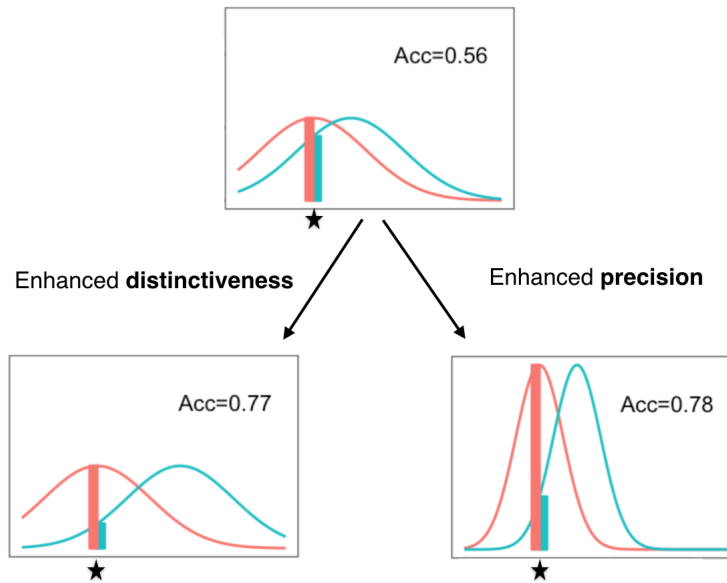 Acc=0.56
Enhanced distinctiveness
Enhanced precision
Acc=0.77
Acc=0.78